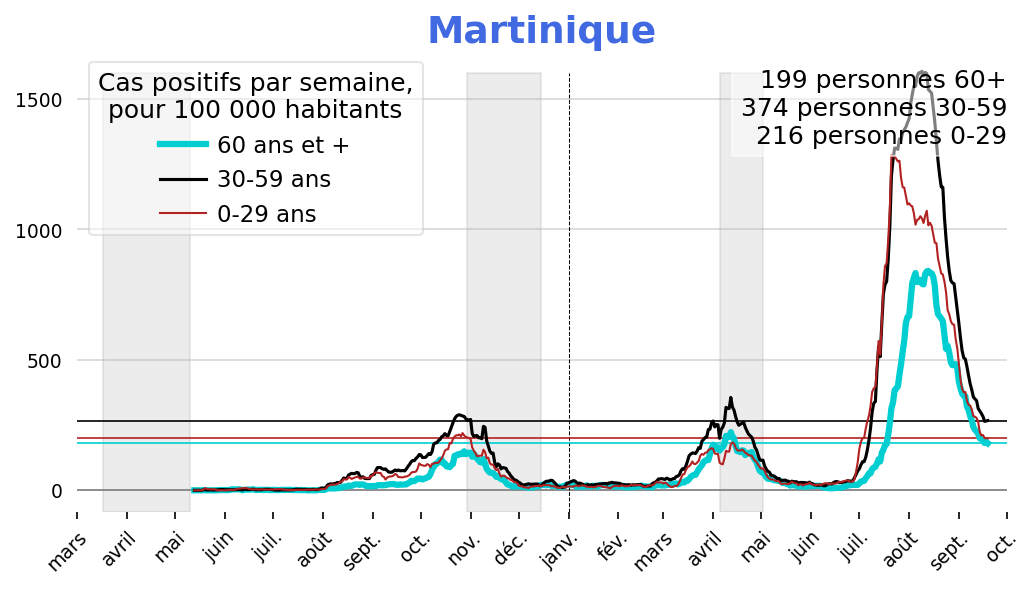 Martinique
Cas positifs par semaine,
pour 100 000 habitants
60 ans et +
30-59 ans
0-29 ans
199 personnes 60+
374 personnes 30-59
216 personnes 0-29
1500
1000
500
0
mars
avril
mai
juin
juil.
août
sept.
oct.
nov.
déc.
janv.
fév.
mars
avril
mai
juin
juil.
août
sept.
oct.